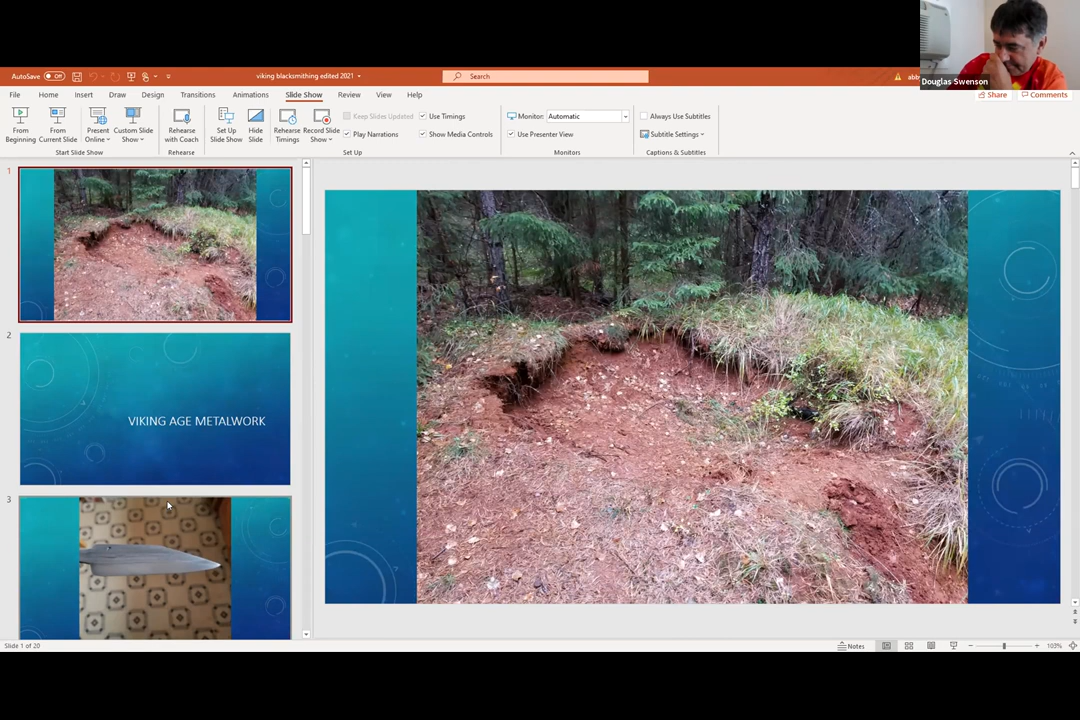 AutoSave Off
viking blacksmithing edited 2021
Search
Douglas Swenson
File Home Insert Draw Design Transitions Animations Slide Show Review View Help
Share Comments
From Beginning
From Current Slide
Present Online
Custom Slide Show
Start Slide Show
Rehearse with Coach
Rehearse
Set Up Slide Show
Hide Slide
Rehearse Timings
Record Slide Show
Keep Slides Updated
Play Narrations
Use Timings
Show Media Controls
Set Up
Monitor: Automatic
Use Presenter View
Monitors
Always Use Subtitles
Subtitle Settings
Captions & Subtitles
1
2
VIKING AGE METALWORK
3
Slide 1 of 20
Notes
103%